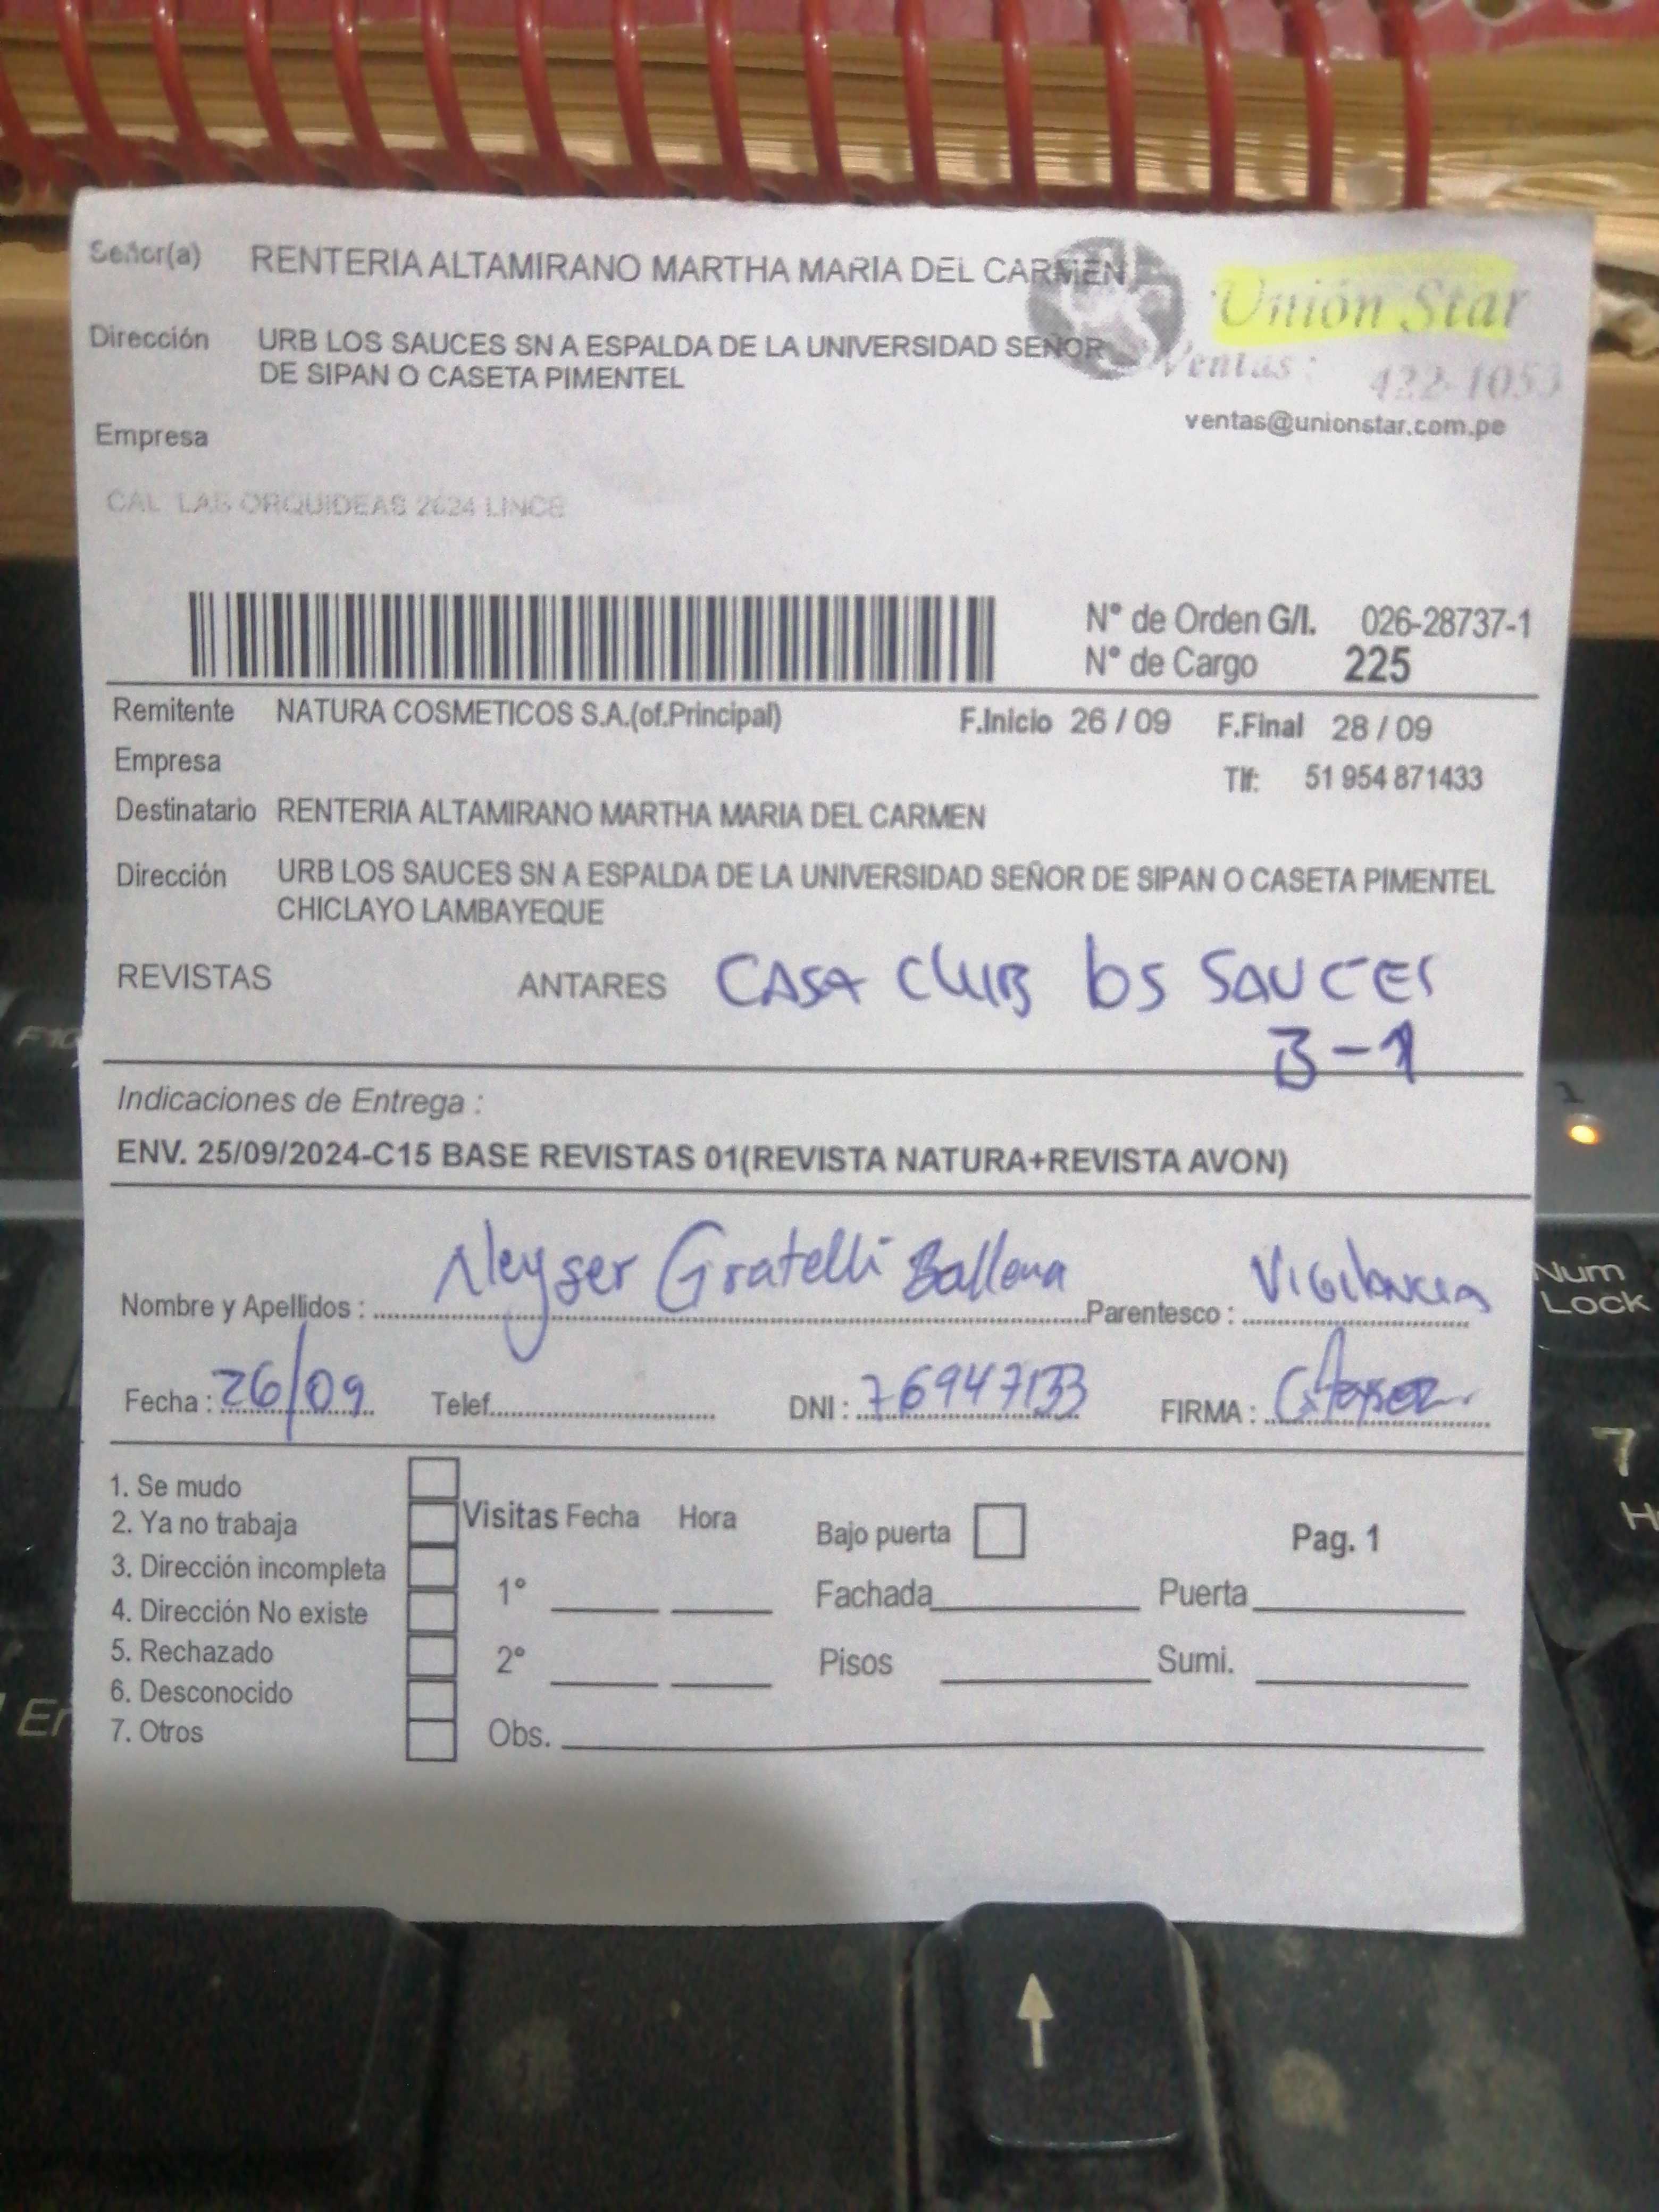 Señor(a) RENTERIA ALTAMIRANO MARTHA MARIA DEL CARMEN
Unión Star
Dirección URB LOS SAUCES SN A ESPALDA DE LA UNIVERSIDAD SEÑOR
DE SIPAN O CASETA PIMENTEL
Ventas: 422-1053
ventas@unionstar.com.pe
Empresa
CAL LAS ORQUIDEAS 2624 LINCE
N° de Orden G/I. 026-28737-1
N° de Cargo 225
Remitente NATURA COSMETICOS S.A.(of.Principal) F.Inicio 26 / 09 F.Final 28 / 09
Empresa Tlf: 51 954 871433
Destinatario RENTERIA ALTAMIRANO MARTHA MARIA DEL CARMEN
Dirección URB LOS SAUCES SN A ESPALDA DE LA UNIVERSIDAD SEÑOR DE SIPAN O CASETA PIMENTEL
CHICLAYO LAMBAYEQUE
REVISTAS ANTARES CASA CLUB LOS SAUCES
B-1
Indicaciones de Entrega :
ENV. 25/09/2024-C15 BASE REVISTAS 01(REVISTA NATURA+REVISTA AVON)
Nombre y Apellidos : Neyser Gratelli Ballena Parentesco : Vigilancia
Fecha : 26/09 Telef. DNI : 76947133 FIRMA :
1. Se mudo
2. Ya no trabaja
3. Dirección incompleta
4. Dirección No existe
5. Rechazado
6. Desconocido
7. Otros
Visitas Fecha Hora
1°
2°
Obs.
Bajo puerta Pag. 1
Fachada Puerta
Pisos Sumi.
F10
Num
Lock
7